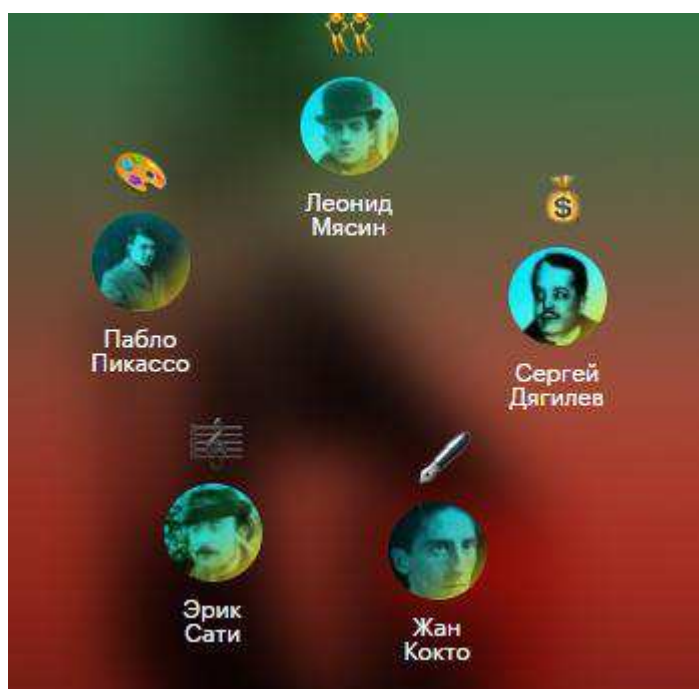 Леонид
Мясин
Пабло
Пикассо
Сергей
Дягилев
Эрик
Сати
Жан
Кокто